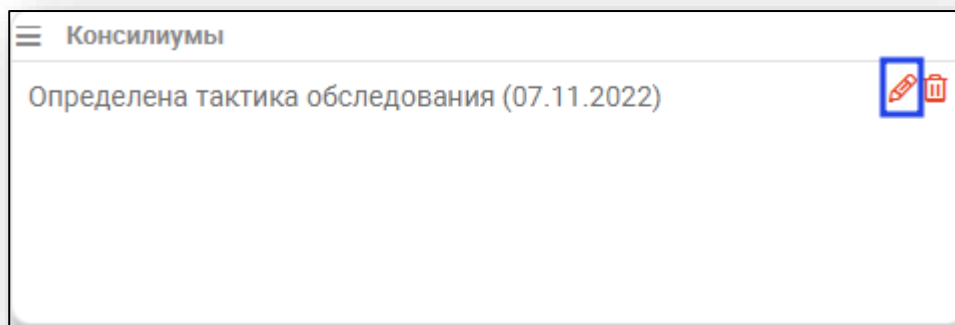 Консилиумы
Определена тактика обследования (07.11.2022)